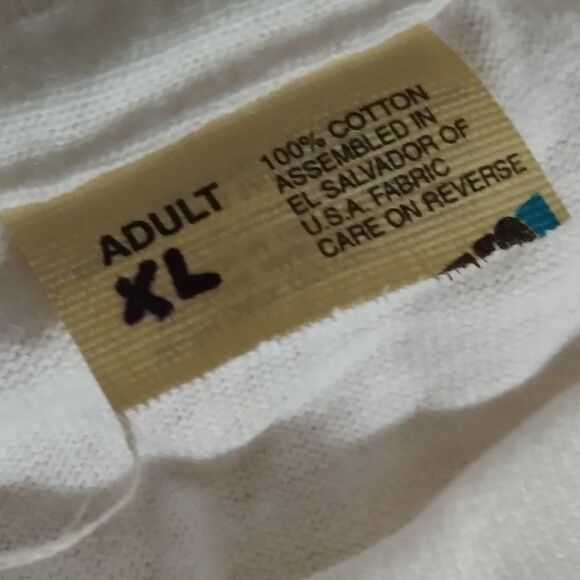 ADULT
XL
100% COTTON
ASSEMBLED IN
EL SALVADOR OF
U.S.A. FABRIC
CARE ON REVERSE